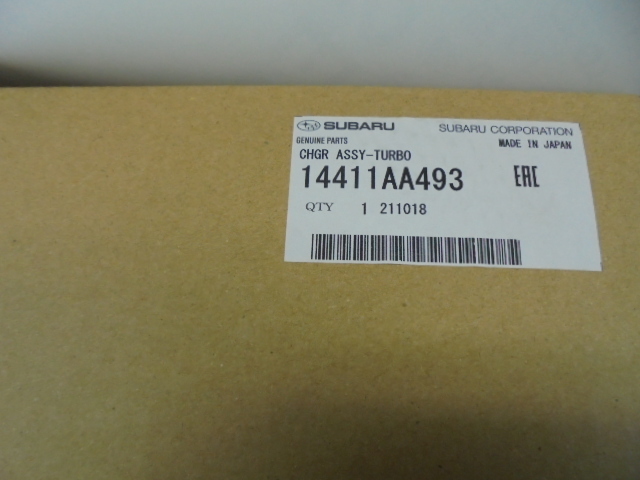 SUBARU SUBARU CORPORATION
GENUINE PARTS MADE IN JAPAN
CHGR ASSY-TURBO
14411AA493 EAC
QTY 1 211018